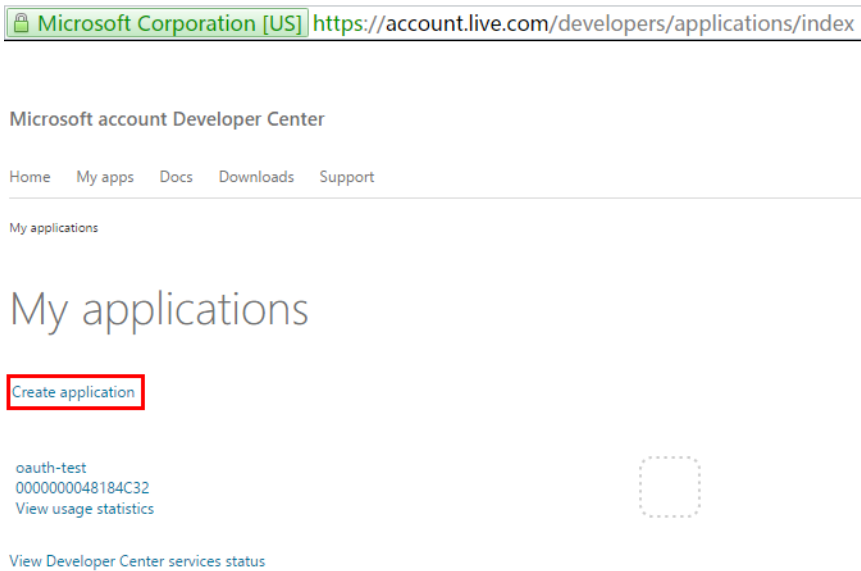 Microsoft Corporation [US] https://account.live.com/developers/applications/index
Microsoft account Developer Center
Home My apps Docs Downloads Support
My applications
My applications
Create application
oauth-test
0000000048184C32
View usage statistics
View Developer Center services status